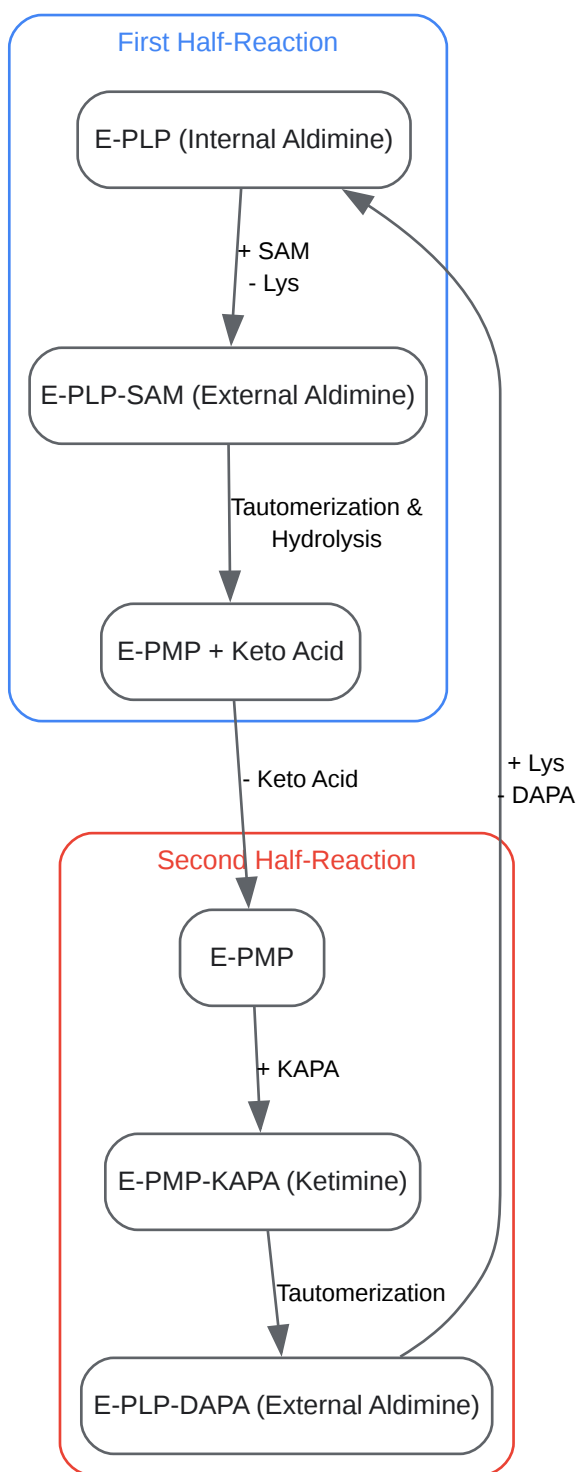 First Half-Reaction
E-PLP (Internal Aldimine)
+ SAM
- Lys
E-PLP-SAM (External Aldimine)
Tautomerization &
Hydrolysis
E-PMP + Keto Acid
- Keto Acid
+ Lys
- DAPA
Second Half-Reaction
E-PMP
+ KAPA
E-PMP-KAPA (Ketimine)
Tautomerization
E-PLP-DAPA (External Aldimine)